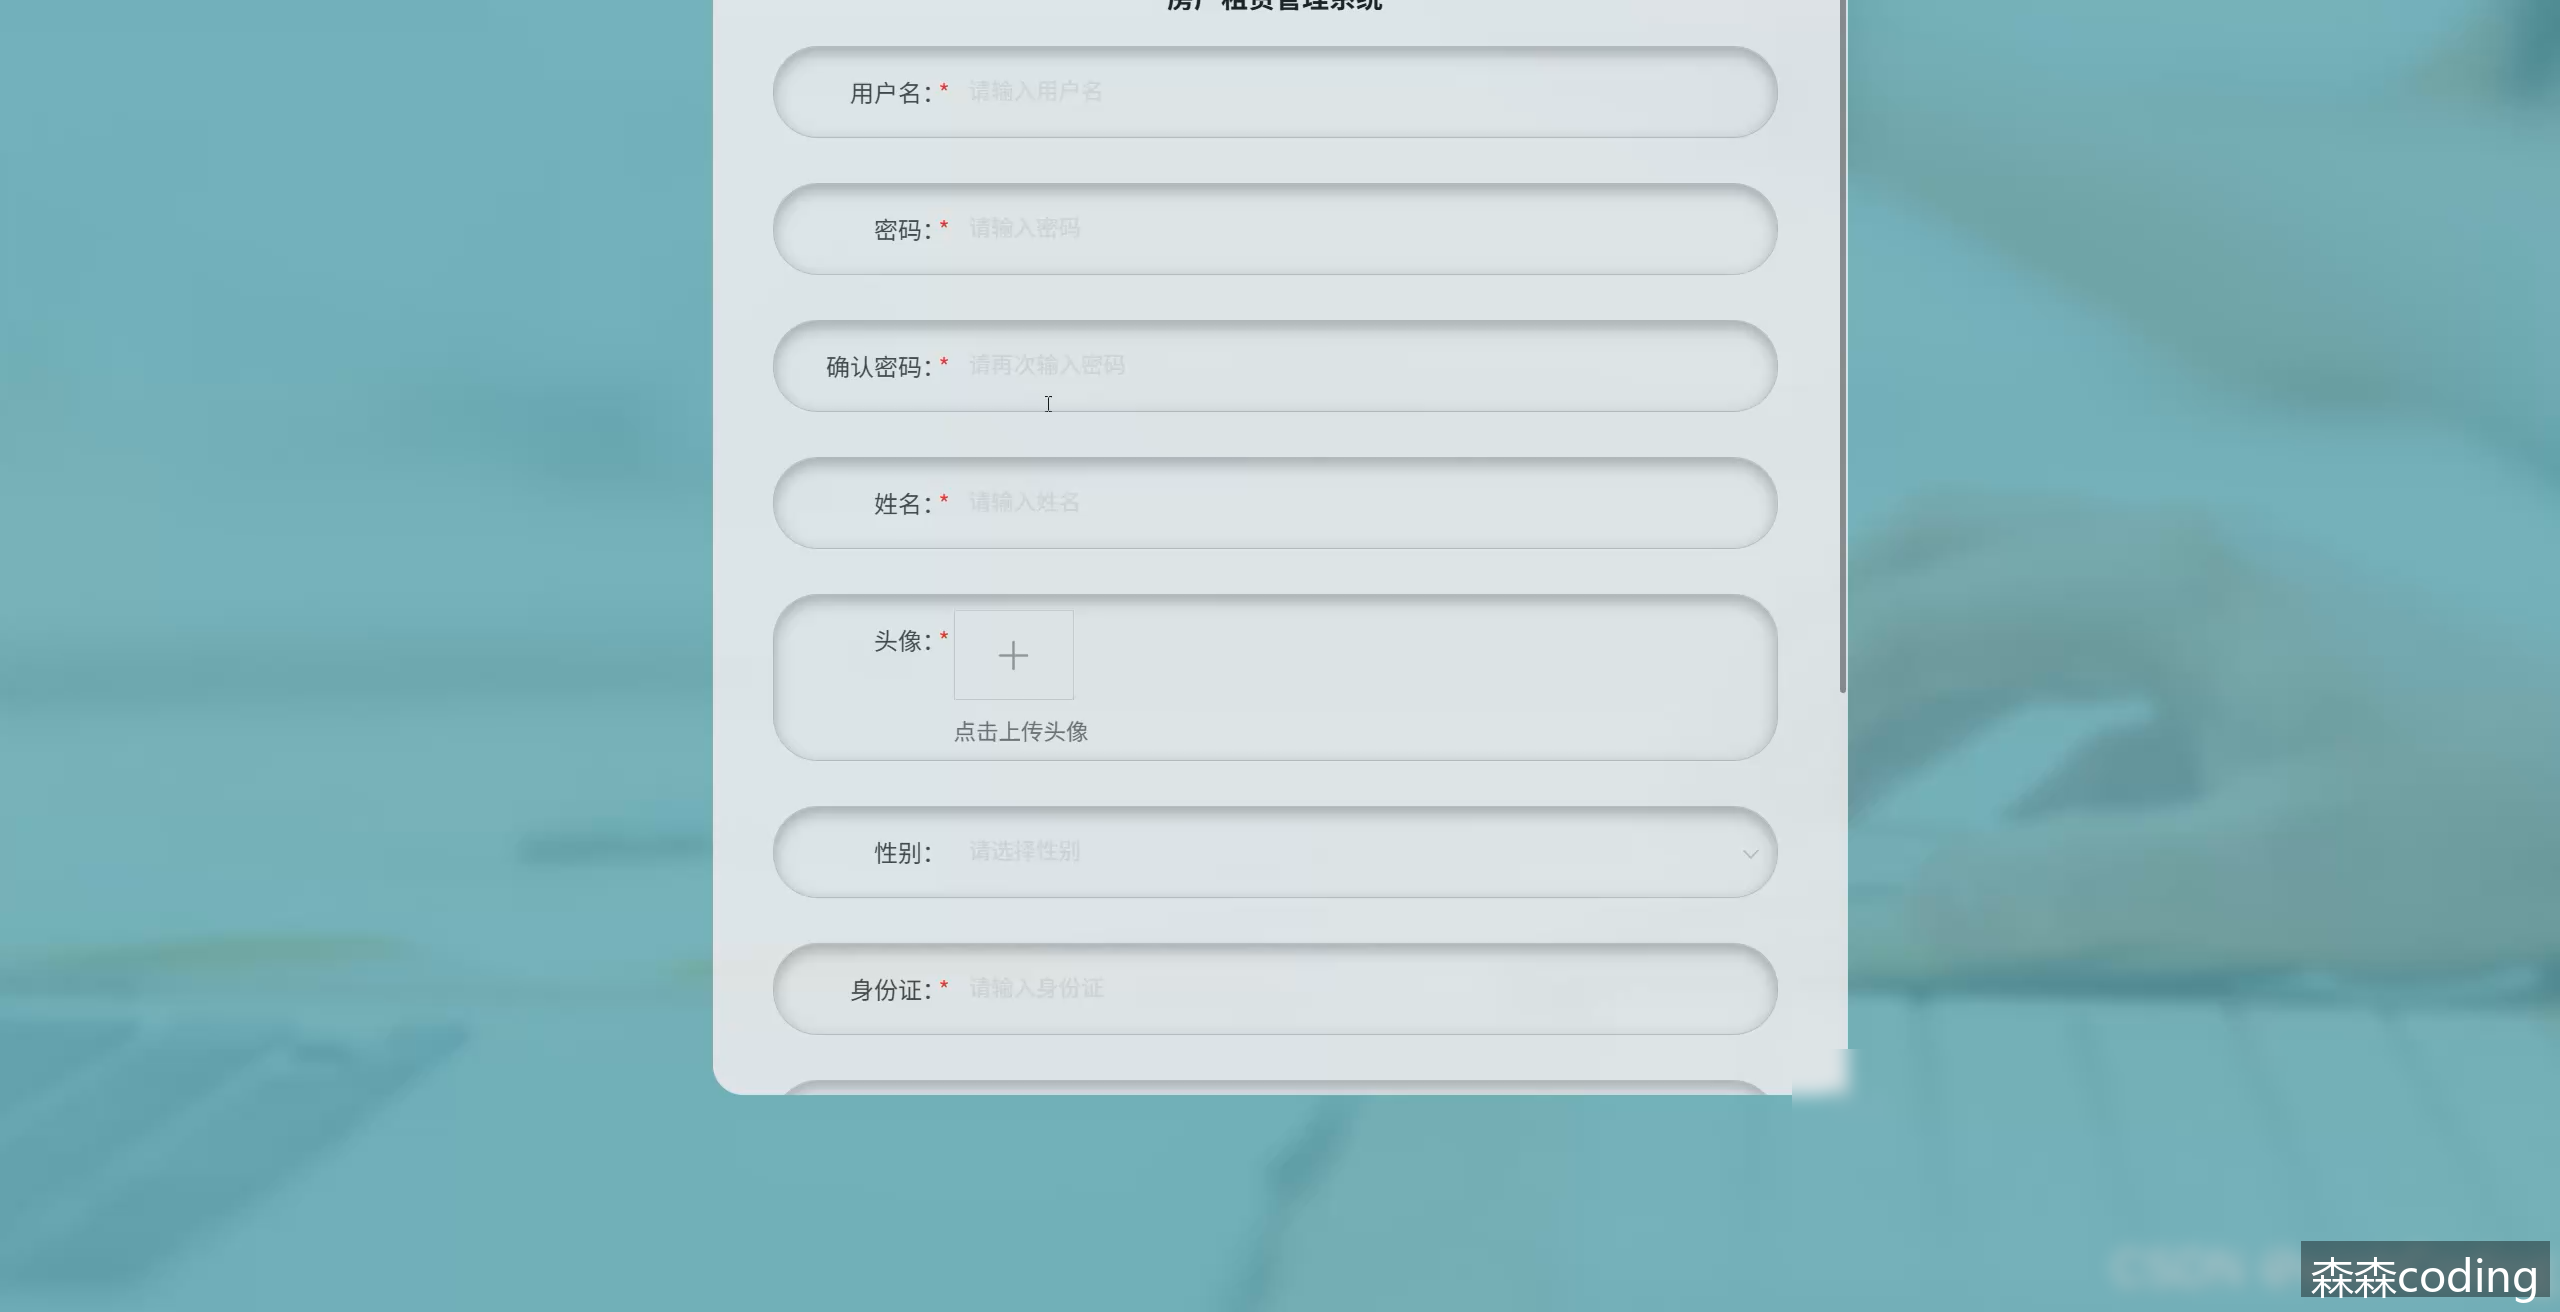 房产租赁管理系统
用户名：* 请输入用户名
密码：* 请输入密码
确认密码：* 请再次输入密码
姓名：* 请输入姓名
头像：*
点击上传头像
性别： 请选择性别
身份证：* 请输入身份证
CSDN @
森森coding